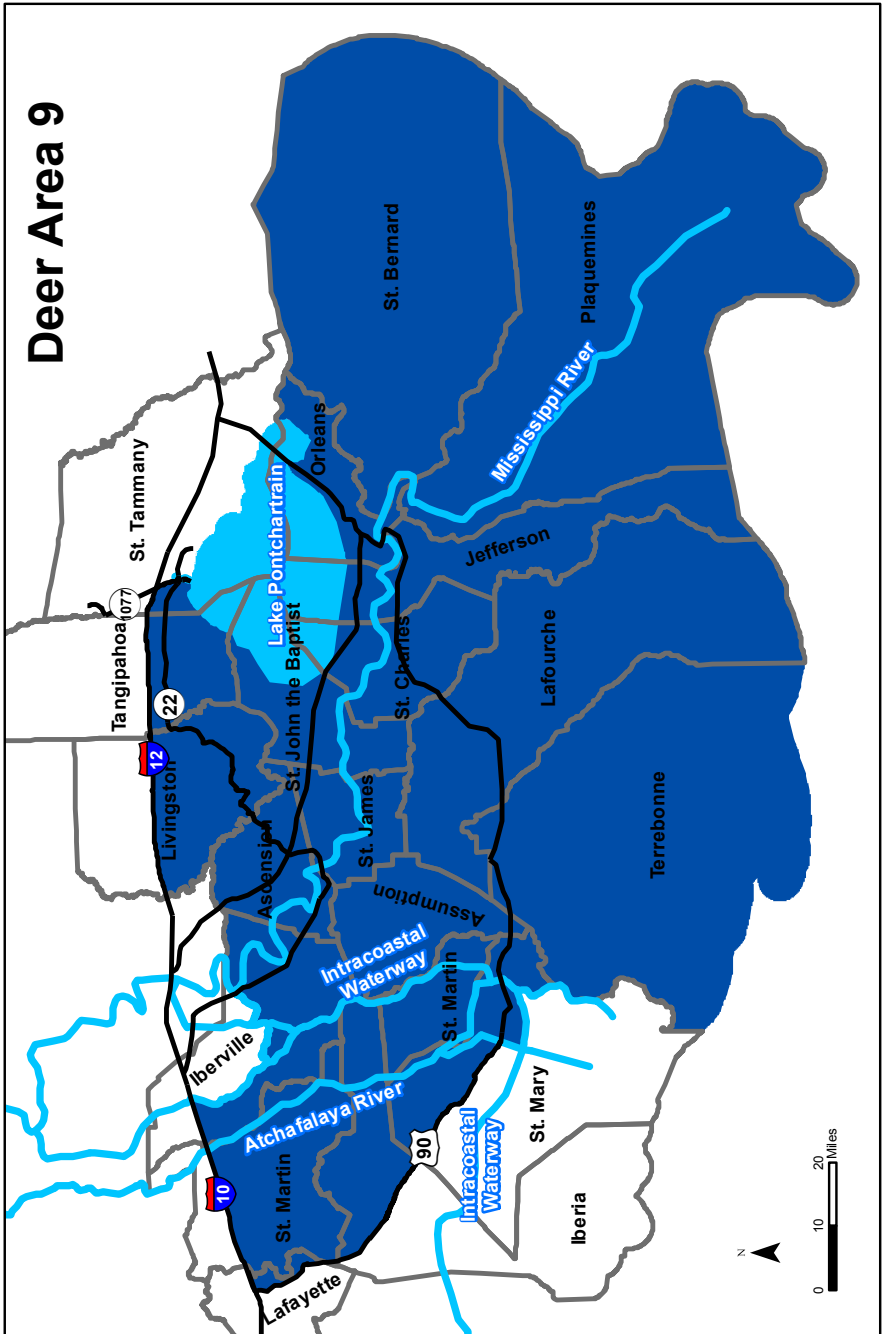 Deer Area 9
St. Tammany
1077
Tangipahoa
22
12
Livingston
Lake Pontchartrain
Orleans
St. Bernard
Plaquemines
Mississippi River
Jefferson
St. John the Baptist
St. Charles
Lafourche
Ascension
St. James
Assumption
Terrebonne
Intracoastal
Waterway
Iberville
St. Martin
Atchafalaya River
10
St. Martin
90
Intracoastal
Waterway
St. Mary
Iberia
Lafayette
N
0 10 20
Miles